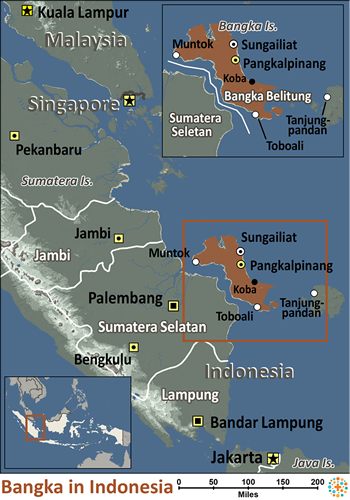 Kuala Lumpur
Malaysia
Singapore
Pekanbaru
Sumatera Is.
Bangka Is.
Muntok
Sungailiat
Pangkalpinang
Koba
Bangka Belitung
Sumatera
Seletan
Tanjung-
pandan
Toboali
Jambi
Jambi
Muntok
Sungailiat
Pangkalpinang
Koba
Palembang
Toboali
Tanjung-
pandan
Sumatera Selatan
Bengkulu
Indonesia
Lampung
Bandar Lampung
Jakarta
Java Is.
Bangka in Indonesia
0 50 100 150 200
Miles